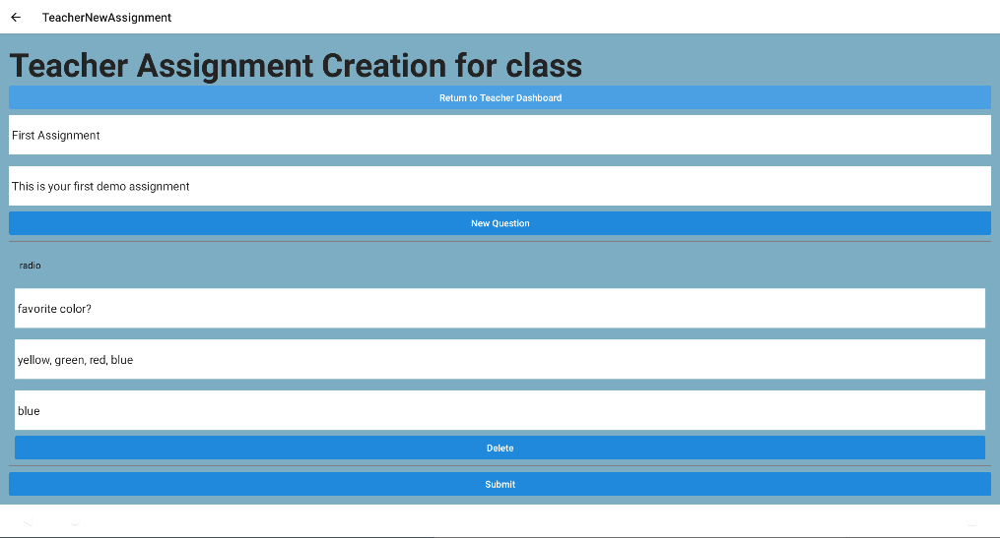 TeacherNewAssignment
Teacher Assignment Creation for class
Return to Teacher Dashboard
First Assignment
This is your first demo assignment
New Question
radio
favorite color?
yellow, green, red, blue
blue
Delete
Submit